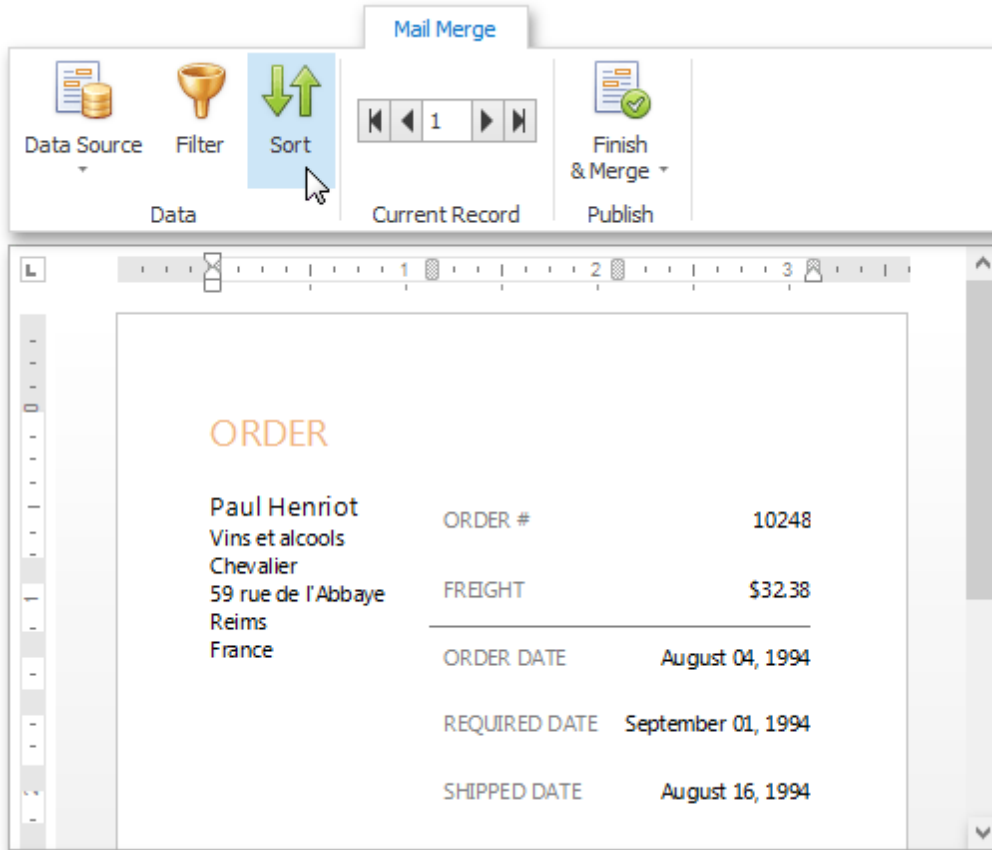 Mail Merge
Data Source
Filter
Sort
1
Finish
& Merge
Data
Current Record
Publish
L
1 2 3
0
1
ORDER
Paul Henriot
Vins et alcools
Chevalier
59 rue de l'Abbaye
Reims
France
ORDER # 10248
FREIGHT $32.38
ORDER DATE August 04, 1994
REQUIRED DATE September 01, 1994
SHIPPED DATE August 16, 1994